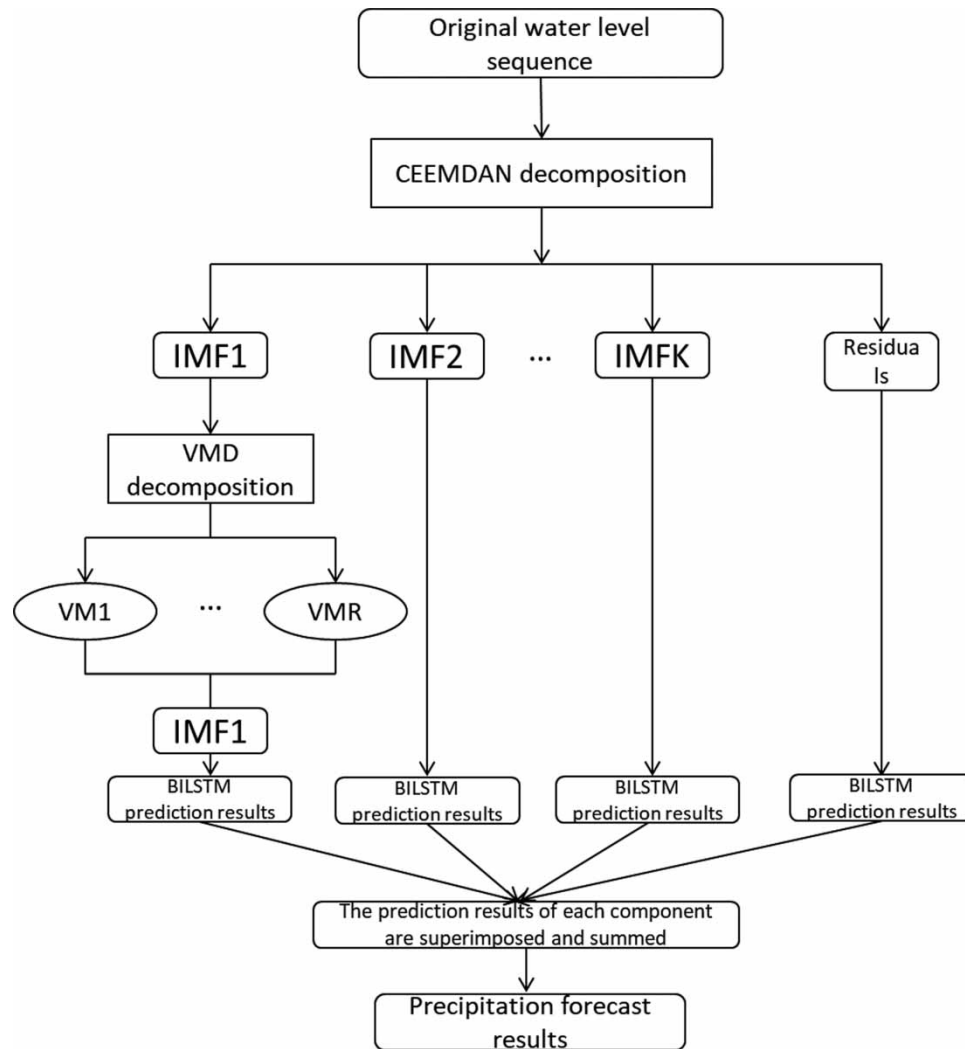 Original water level
sequence
CEEMDAN decomposition
IMF1
IMF2
...
IMFK
Residua
ls
VMD
decomposition
VM1
...
VMR
IMF1
BILSTM
prediction results
BILSTM
prediction results
BILSTM
prediction results
BILSTM
prediction results
The prediction results of each component
are superimposed and summed
Precipitation forecast
results